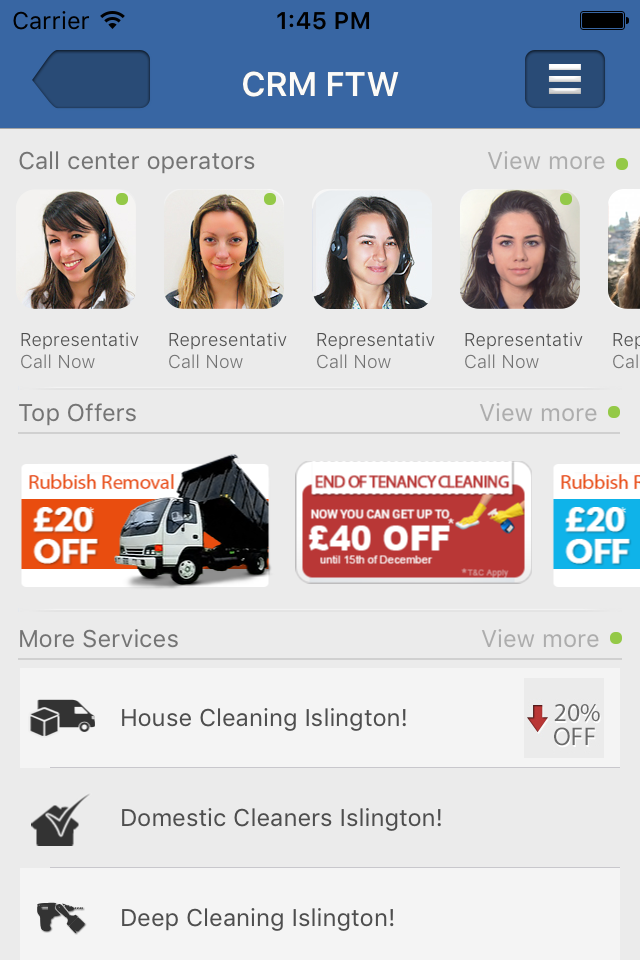 Carrier 1:45 PM
CRM FTW
Call center operators View more
Representativ Representativ Representativ Representativ Rep
Call Now Call Now Call Now Call Now Cal
Top Offers View more
Rubbish Removal
£20*
OFF
END OF TENANCY CLEANING
NOW YOU CAN GET UP TO
£40 OFF*
until 15th of December
*T&C Apply
Rubbish R
£20*
OFF
More Services View more
House Cleaning Islington! 20%
OFF
Domestic Cleaners Islington!
Deep Cleaning Islington!